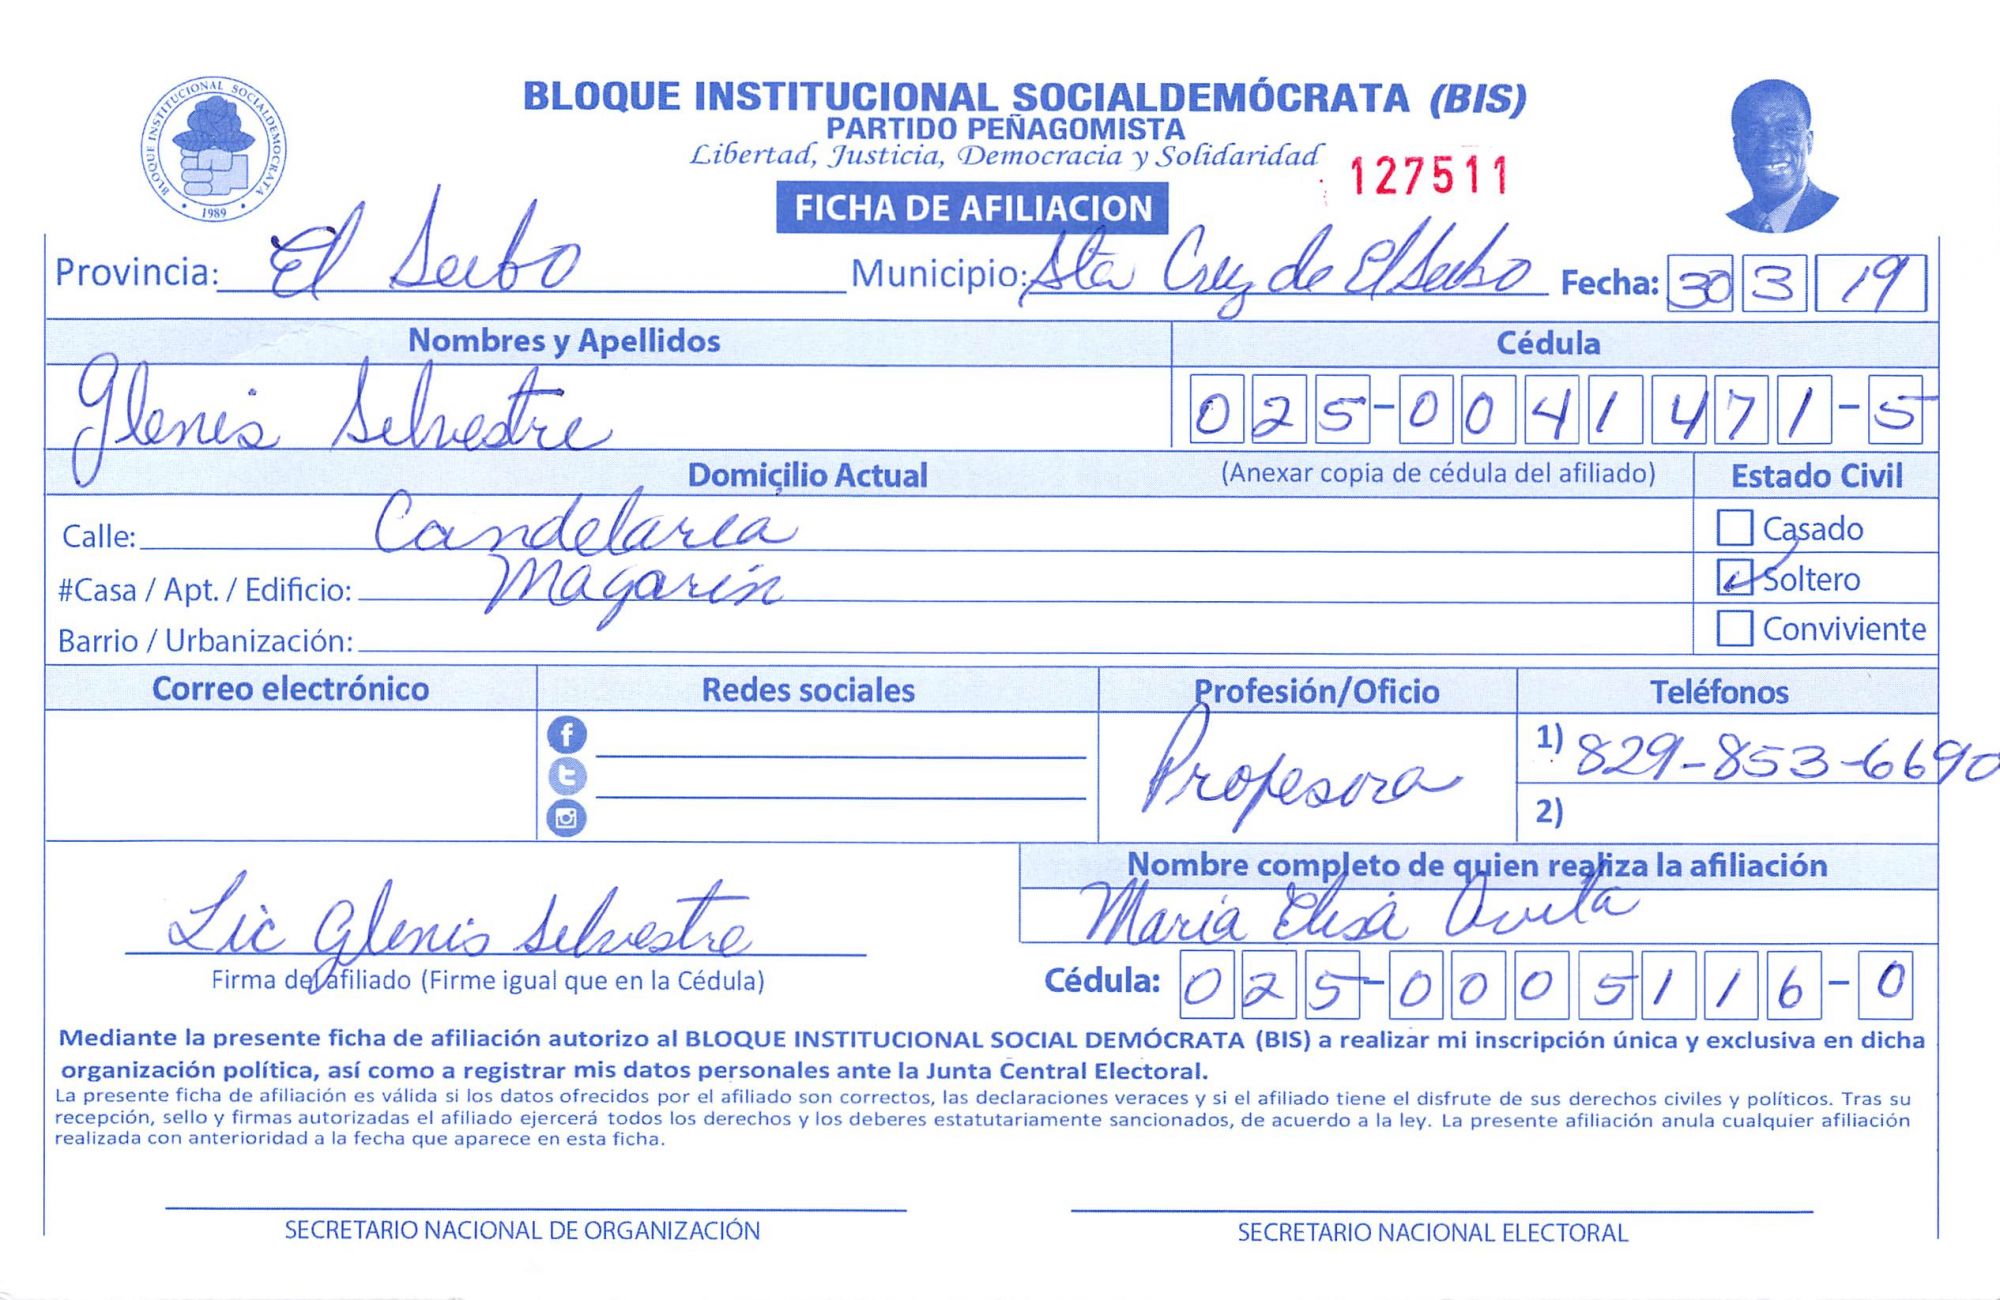 BLOQUE INSTITUCIONAL SOCIALDEMÓCRATA (BIS)
PARTIDO PEÑAGOMISTA
Libertad, Justicia, Democracia y Solidaridad
127511
BLOQUE INSTITUCIONAL SOCIALDEMOCRATA
• 1989 •
FICHA DE AFILIACION
Provincia: El Seibo Municipio: Sta Cruz de El Seibo Fecha: 30 3 19
Nombres y Apellidos Cédula
Glenis Silvestre 025-0041471-5
Domicilio Actual (Anexar copia de cédula del afiliado) Estado Civil
Calle: Candelaria Casado
#Casa / Apt. / Edificio: Magarin Soltero
Barrio / Urbanización: Conviviente
Correo electrónico Redes sociales Profesión/Oficio Teléfonos
Profesora 1) 829-853-6690
2)
Nombre completo de quien realiza la afiliación
Lic Glenis Silvestre Maria Elisa Avila
Firma del afiliado (Firme igual que en la Cédula) Cédula: 025-0005116-0
Mediante la presente ficha de afiliación autorizo al BLOQUE INSTITUCIONAL SOCIAL DEMÓCRATA (BIS) a realizar mi inscripción única y exclusiva en dicha
organización política, así como a registrar mis datos personales ante la Junta Central Electoral.
La presente ficha de afiliación es válida si los datos ofrecidos por el afiliado son correctos, las declaraciones veraces y si el afiliado tiene el disfrute de sus derechos civiles y políticos. Tras su
recepción, sello y firmas autorizadas el afiliado ejercerá todos los derechos y los deberes estatutariamente sancionados, de acuerdo a la ley. La presente afiliación anula cualquier afiliación
realizada con anterioridad a la fecha que aparece en esta ficha.
SECRETARIO NACIONAL DE ORGANIZACIÓN SECRETARIO NACIONAL ELECTORAL